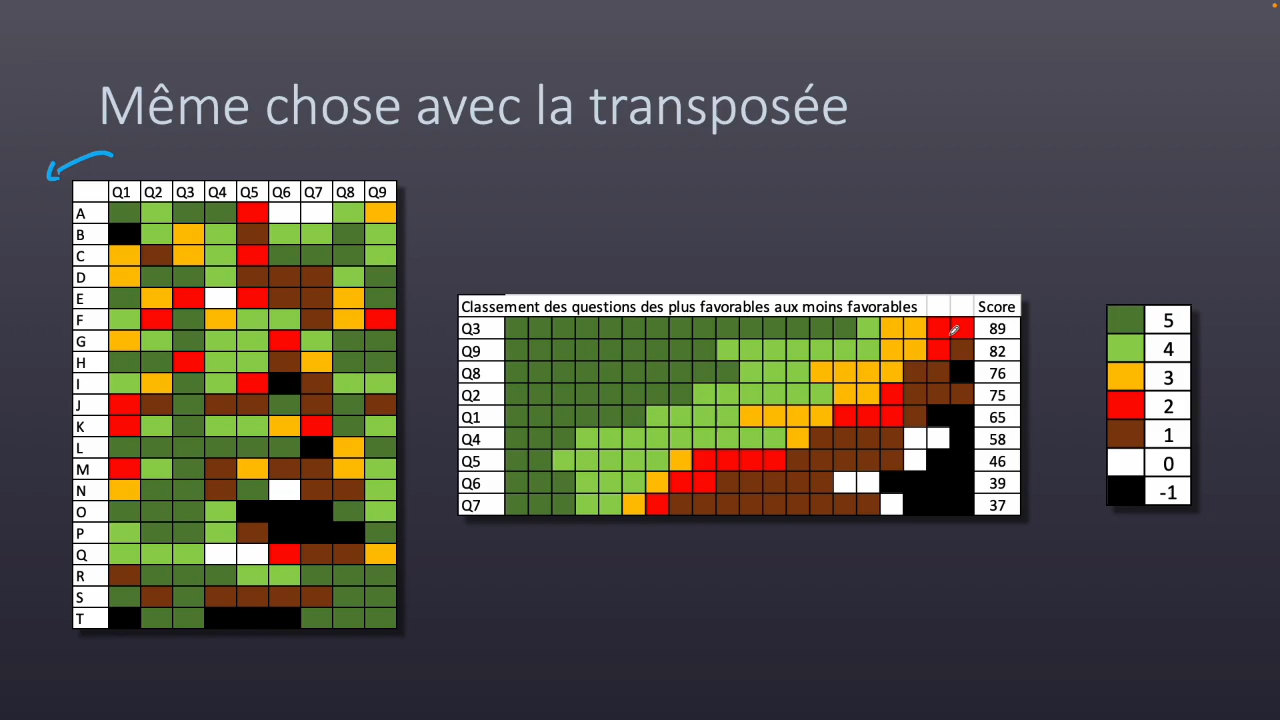 Même chose avec la transposée
Q1 Q2 Q3 Q4 Q5 Q6 Q7 Q8 Q9
A
B
C
D
E
F
G
H
I
J
K
L
M
N
O
P
Q
R
S
T
Classement des questions des plus favorables aux moins favorables Score
Q3 89
Q9 82
Q8 76
Q2 75
Q1 65
Q4 58
Q5 46
Q6 39
Q7 37
5
4
3
2
1
0
-1